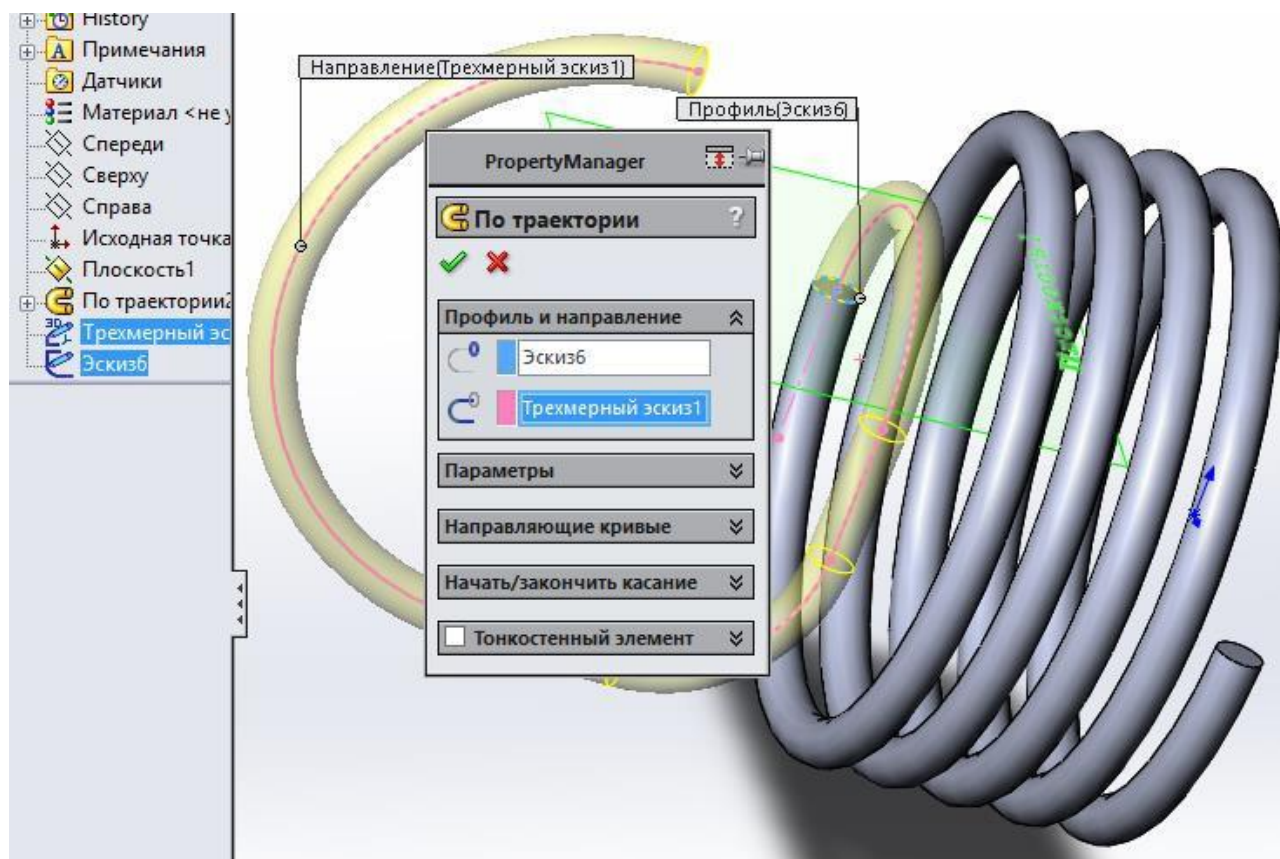 History
Примечания
Датчики
Материал <не у
Спереди
Сверху
Справа
Исходная точка
Плоскость1
По траектории2
3D Трехмерный эс
Эскиз6
Направление(Трехмерный эскиз1)
Профиль(Эскиз6)
PropertyManager
По траектории ?
Профиль и направление
Эскиз6
Трехмерный эскиз1
Параметры
Направляющие кривые
Начать/закончить касание
Тонкостенный элемент